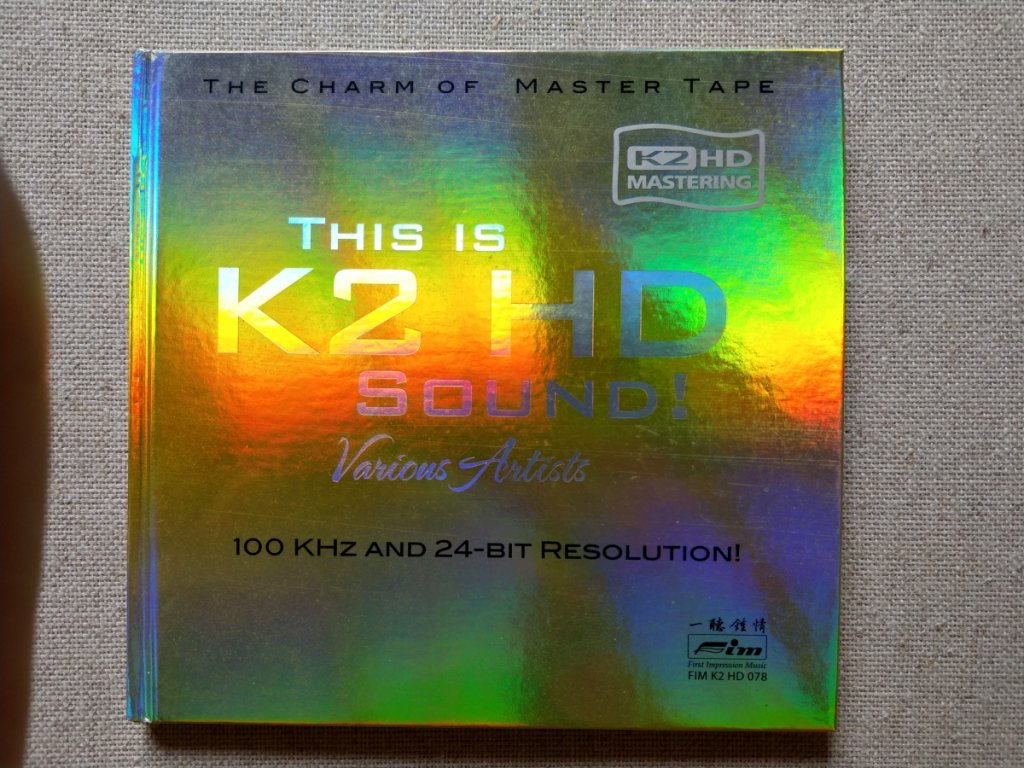 THE CHARM OF MASTER TAPE
K2 HD
MASTERING
THIS IS
K2 HD
SOUND!
Various Artists
100 KHZ AND 24-BIT RESOLUTION!
一聽鍾情
Fim
First Impression Music
FIM K2 HD 078